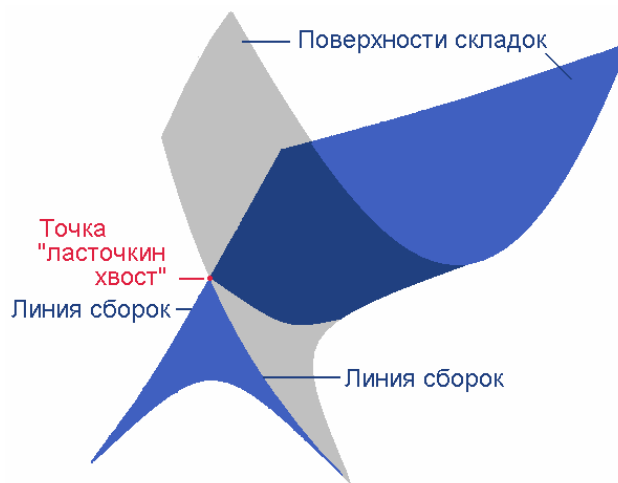 Поверхности складок
Точка
"ласточкин
хвост"
Линия сборок
Линия сборок